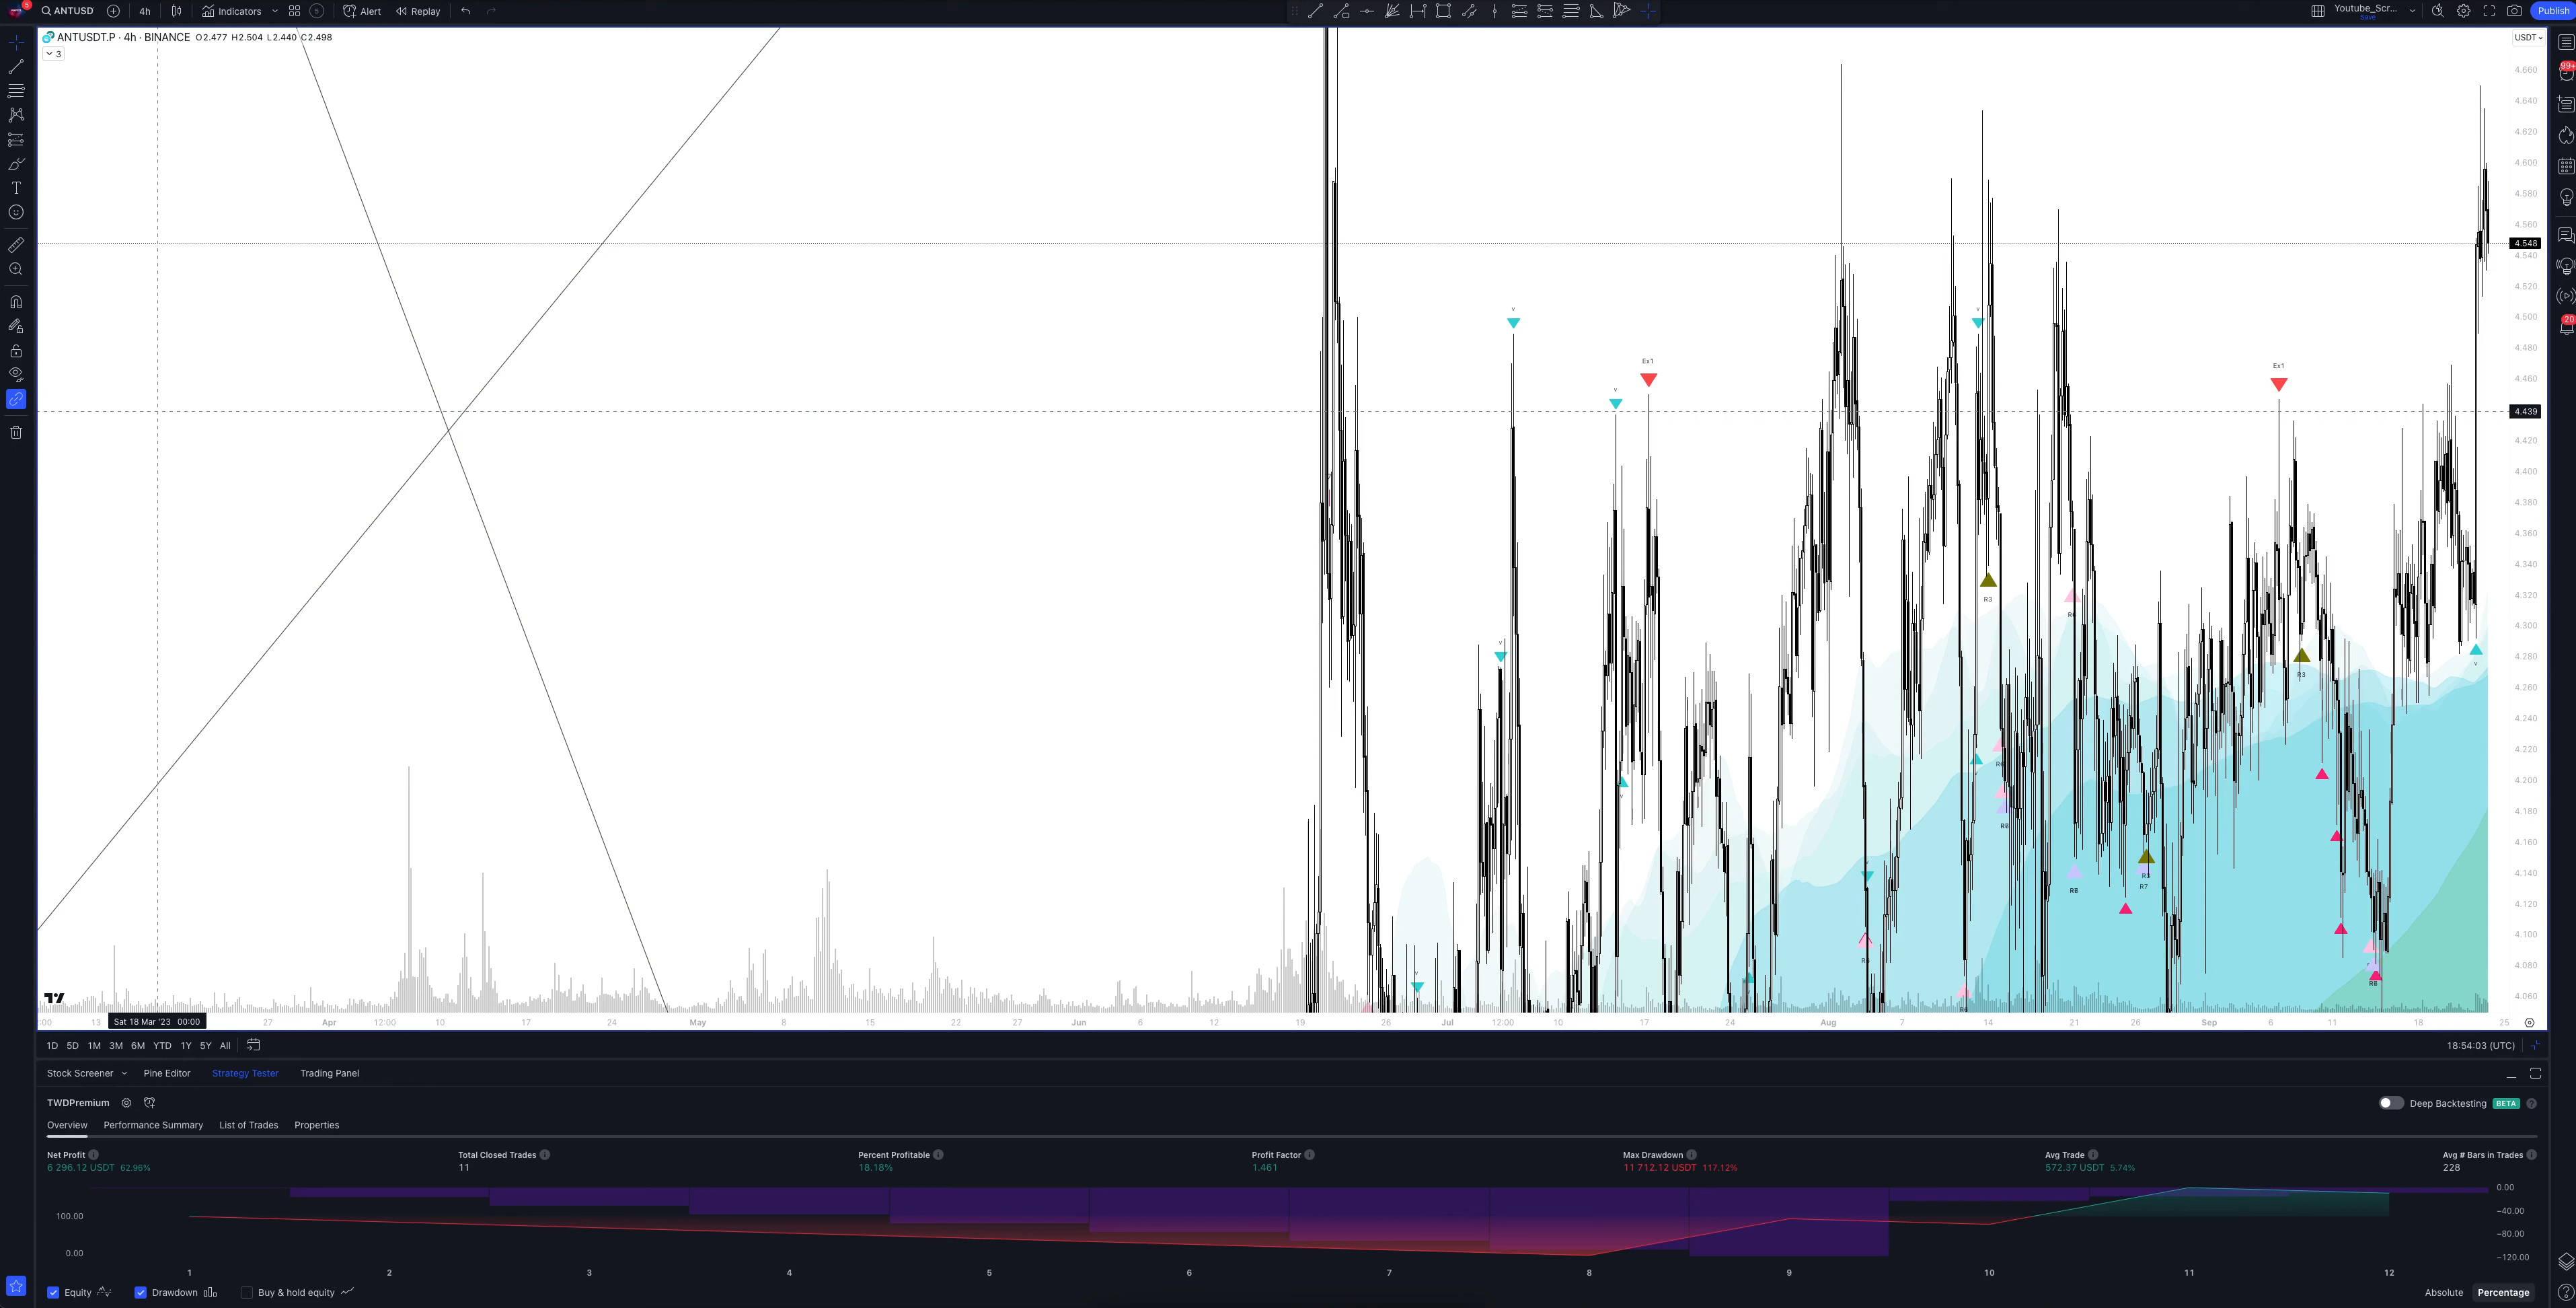 5
ANTUSD 4h Indicators 5 Alert Replay Youtube_Scr... Save Publish
ANTUSDT.P · 4h · BINANCE O2.477 H2.504 L2.440 C2.498
USDT
3
99+
20
4.660
4.640
4.620
4.600
4.580
4.560
4.548
4.540
4.520
4.500
4.480
4.460
4.439
4.420
4.400
4.380
4.360
4.340
4.320
4.300
4.280
4.260
4.240
4.220
4.200
4.180
4.160
4.140
4.120
4.100
4.080
4.060
v
v
Ex1
v
Ex1
v
R3
R3
R7
R3
:00 13 Sat 18 Mar '23 00:00 27 Apr 12:00 10 17 24 May 8 15 22 27 Jun 6 12 19 26 Jul 12:00 10 17 24 Aug 7 14 21 26 Sep 6 11 18 25
1D 5D 1M 3M 6M YTD 1Y 5Y All 18:54:03 (UTC)
Stock Screener Pine Editor Strategy Tester Trading Panel
TWDPremium Deep Backtesting BETA
Overview Performance Summary List of Trades Properties
Net Profit Total Closed Trades Percent Profitable Profit Factor Max Drawdown Avg Trade Avg # Bars in Trades
6 296.12 USDT 62.96% 11 18.18% 1.461 11 712.12 USDT 117.12% 572.37 USDT 5.74% 228
0.00
100.00 −40.00
−80.00
0.00 −120.00
1 2 3 4 5 6 7 8 9 10 11 12
Equity Drawdown Buy & hold equity Absolute Percentage